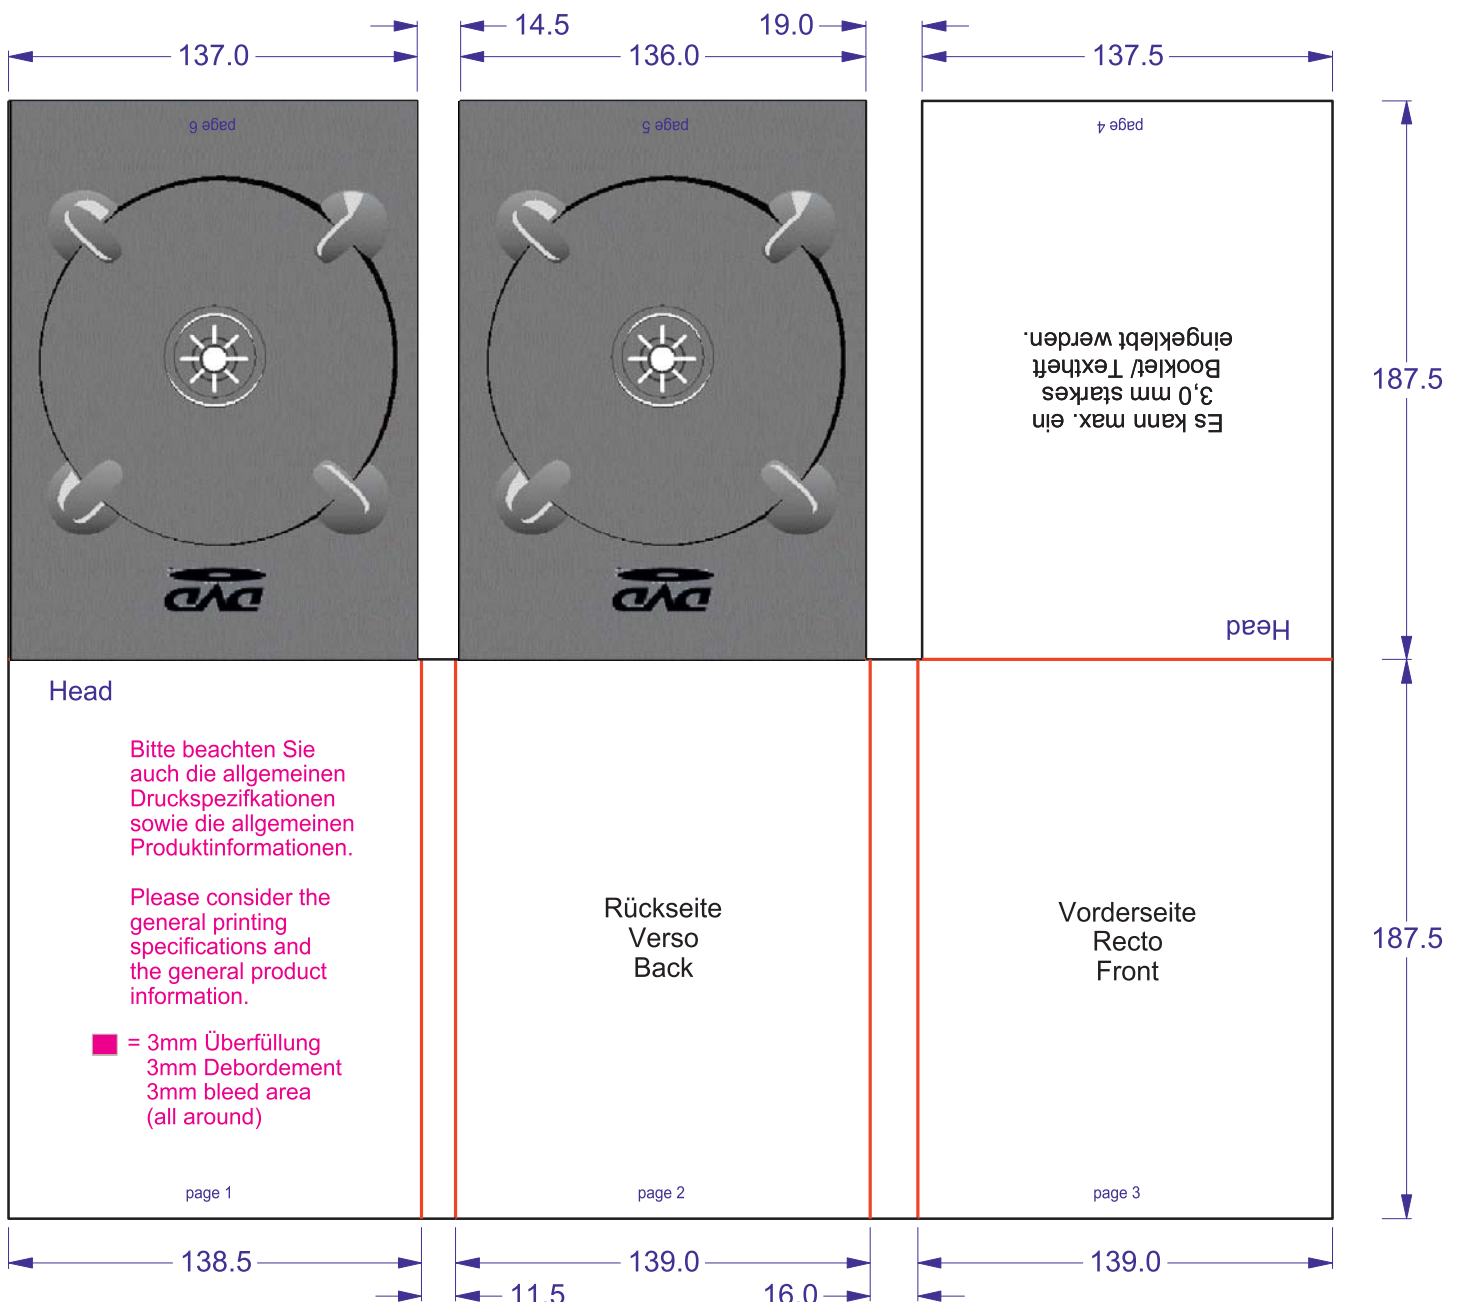 14.5
19.0
137.0
136.0
137.5
page 6
page 5
page 4
Es kann max. ein
3,0 mm starkes
Booklet/ Textheft
eingeklebt werden.
187.5
DVD
DVD
Head
Head
Bitte beachten Sie
auch die allgemeinen
Druckspezifkationen
sowie die allgemeinen
Produktinformationen.
Please consider the
general printing
specifications and
the general product
information.
= 3mm Überfüllung
3mm Debordement
3mm bleed area
(all around)
Rückseite
Verso
Back
Vorderseite
Recto
Front
187.5
page 1
page 2
page 3
138.5
139.0
139.0
11.5
16.0